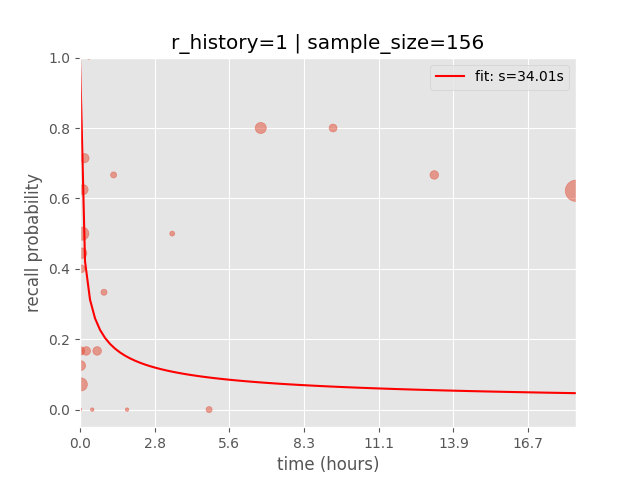 r_history=1 | sample_size=156
fit: s=34.01s
1.0
0.8
0.6
0.4
0.2
0.0
recall probability
0.0 2.8 5.6 8.3 11.1 13.9 16.7
time (hours)